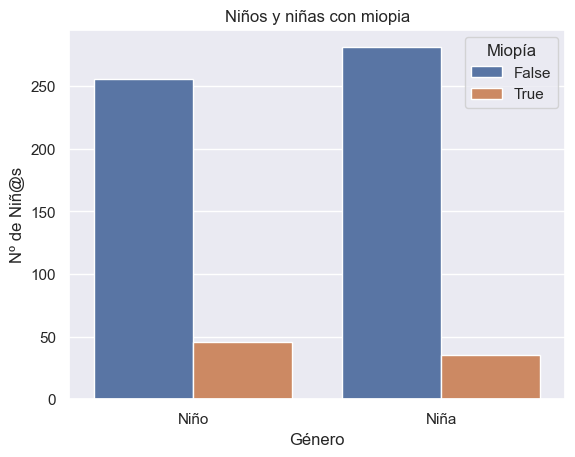 Niños y niñas con miopia
Miopía
False
True
Nº de Niñ@s
250
200
150
100
50
0
Niño
Niña
Género